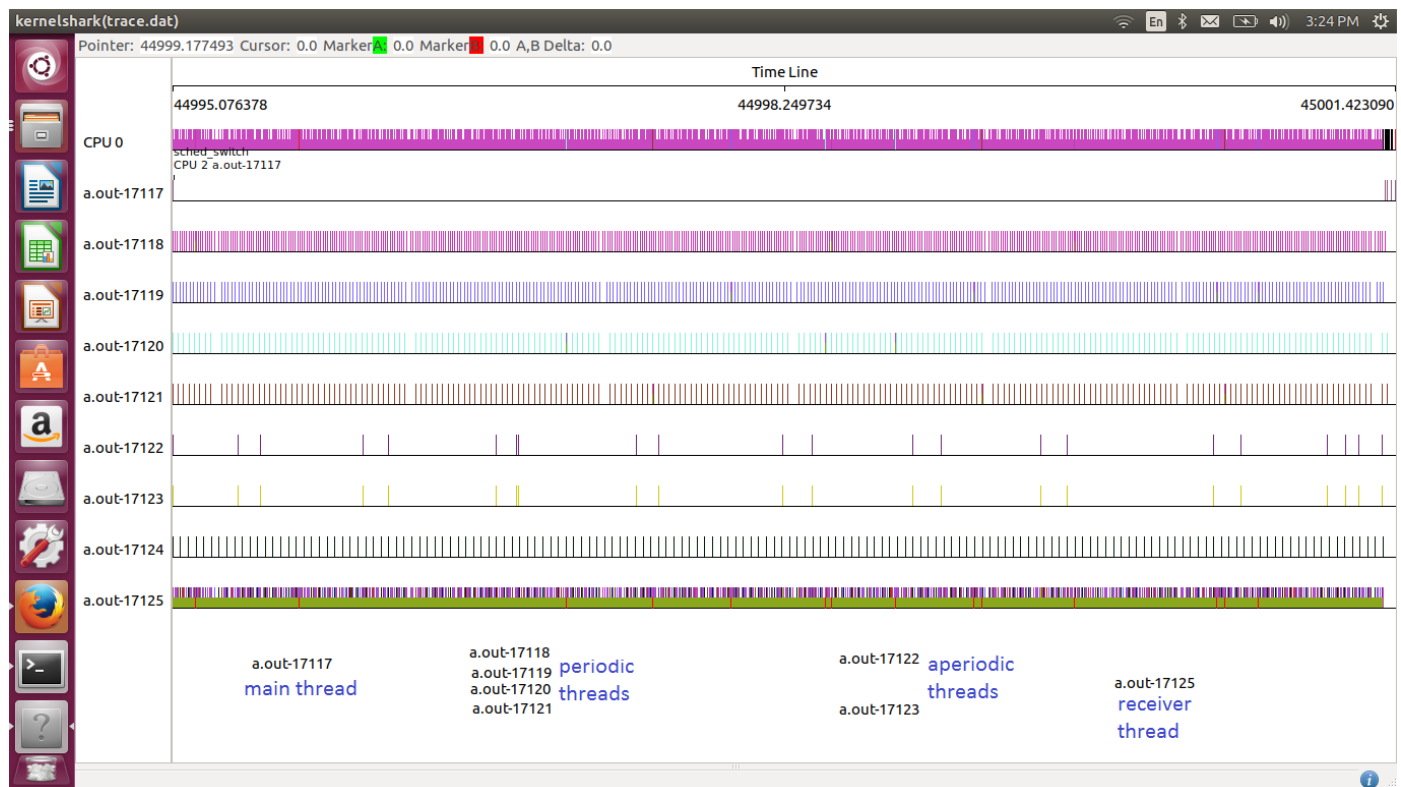 kernelshark(trace.dat)
En
3:24 PM
Pointer: 44999.177493 Cursor: 0.0 Marker A: 0.0 Marker B: 0.0 A,B Delta: 0.0
Time Line
44995.076378 44998.249734 45001.423090
CPU 0
sched_switch
CPU 2 a.out-17117
a.out-17117
a.out-17118
a.out-17119
a.out-17120
a.out-17121
a.out-17122
a.out-17123
a.out-17124
a.out-17125
a.out-17117
main thread
a.out-17118
a.out-17119
a.out-17120
a.out-17121
periodic
threads
a.out-17122
a.out-17123
aperiodic
threads
a.out-17125
receiver
thread